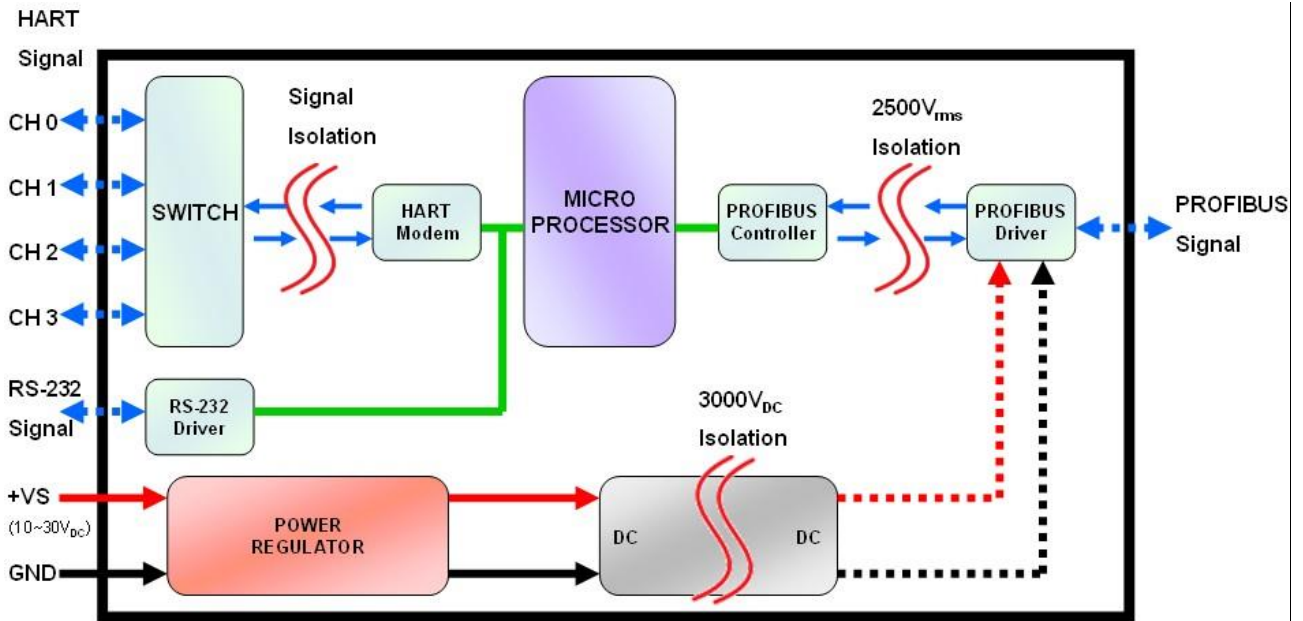 HART
Signal
CH 0
CH 1
CH 2
CH 3
SWITCH
Signal
Isolation
HART
Modem
MICRO
PROCESSOR
PROFIBUS
Controller
2500Vrms
Isolation
PROFIBUS
Driver
PROFIBUS
Signal
RS-232
Signal
RS-232
Driver
3000VDC
Isolation
+VS
(10~30VDC)
GND
POWER
REGULATOR
DC
DC